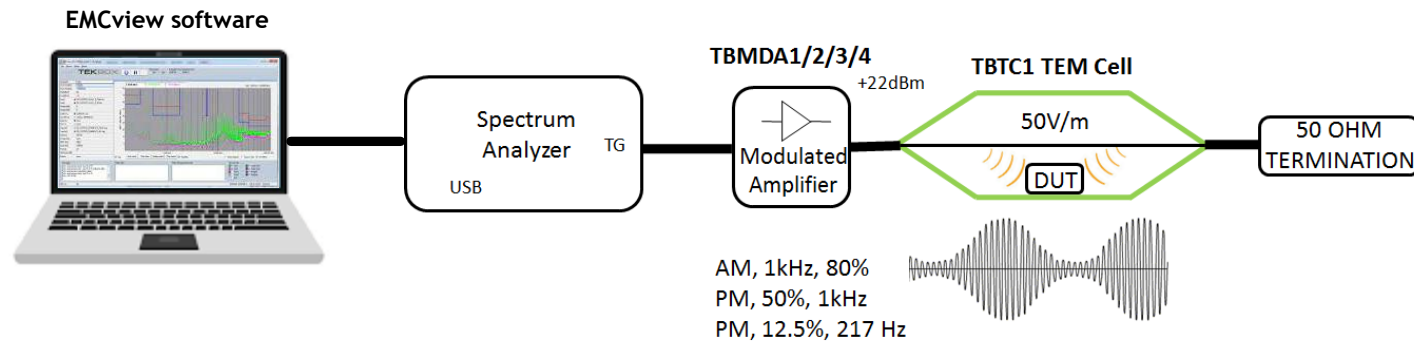 EMCview software
TEKBOX
Spectrum
Analyzer
TG
USB
TBMDA1/2/3/4
+22dBm
Modulated
Amplifier
TBTC1 TEM Cell
50V/m
DUT
50 OHM
TERMINATION
AM, 1kHz, 80%
PM, 50%, 1kHz
PM, 12.5%, 217 Hz